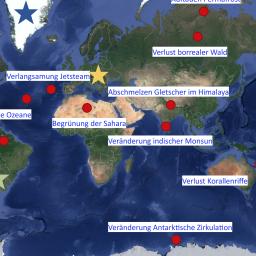 Verlust borrealer Wald
Verlangsamung Jetsteam
Abschmelzen Gletscher im Himalaya
e Ozeane
Begrünung der Sahara
Veränderung indischer Monsun
Verlust Korallenriffe
Veränderung Antarktische Zirkulation